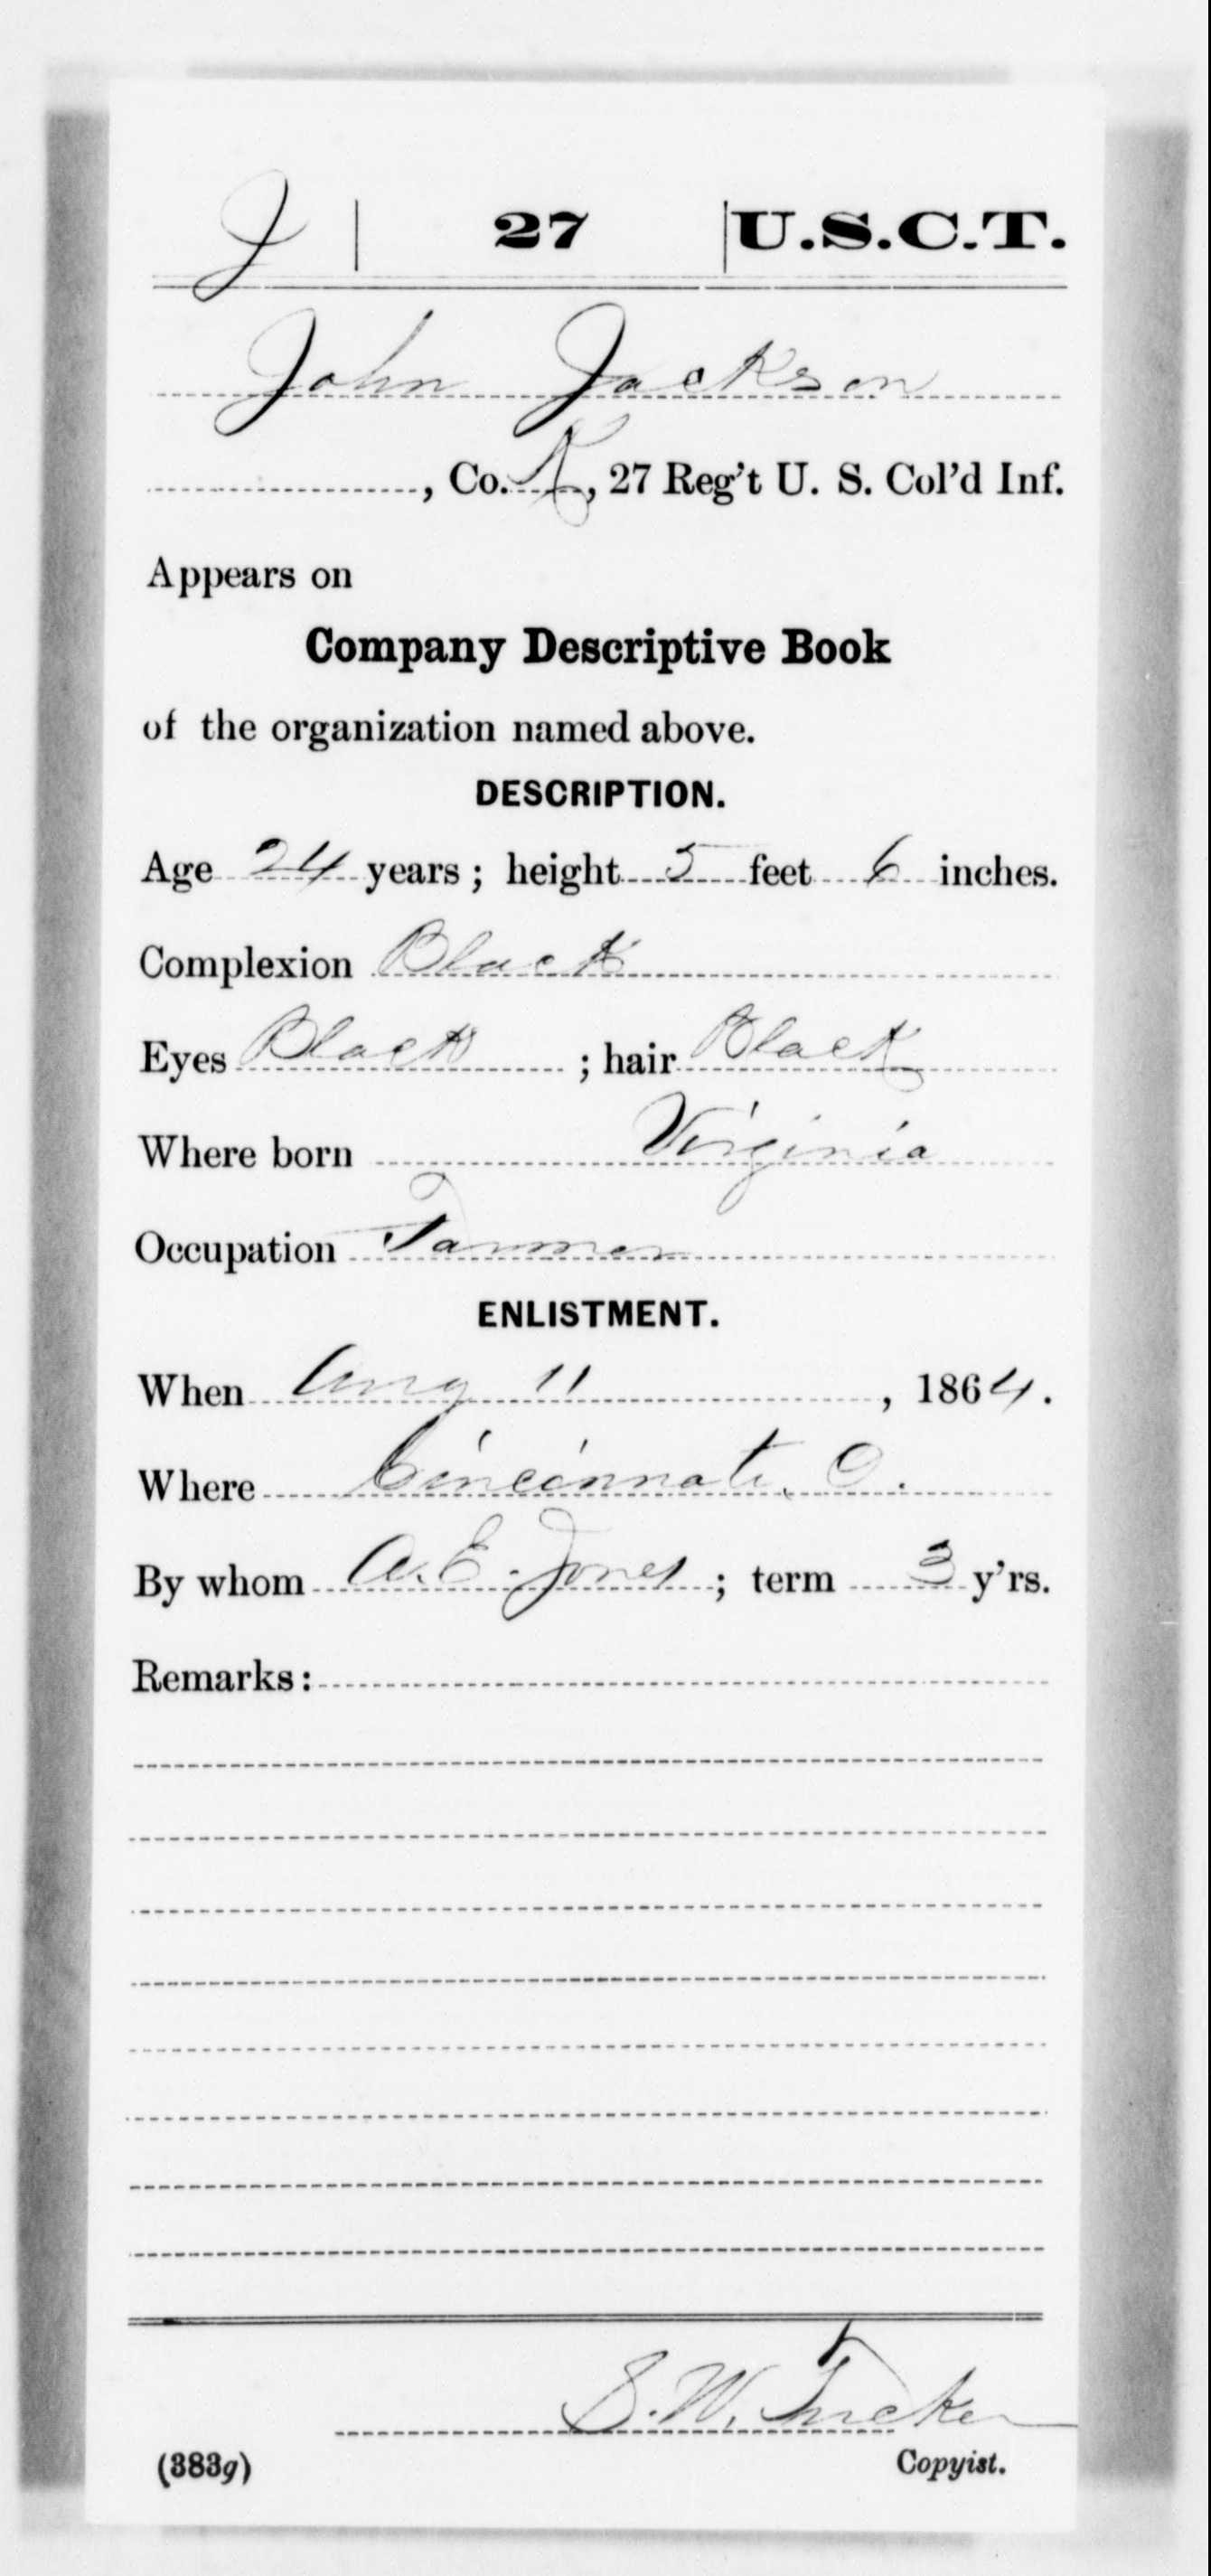 J | 27 | U.S.C.T.
John Jackson
, Co. K, 27 Reg't U. S. Col'd Inf.
Appears on
Company Descriptive Book
of the organization named above.
DESCRIPTION.
Age 24 years; height 5 feet 6 inches.
Complexion Black
Eyes Black ; hair Black
Where born Virginia
Occupation Farmer
ENLISTMENT.
When Aug 11, 1864.
Where Cincinnati, O.
By whom A. E. Jones; term 3 y'rs.
Remarks:
S. W. Tucker
(383g) Copyist.